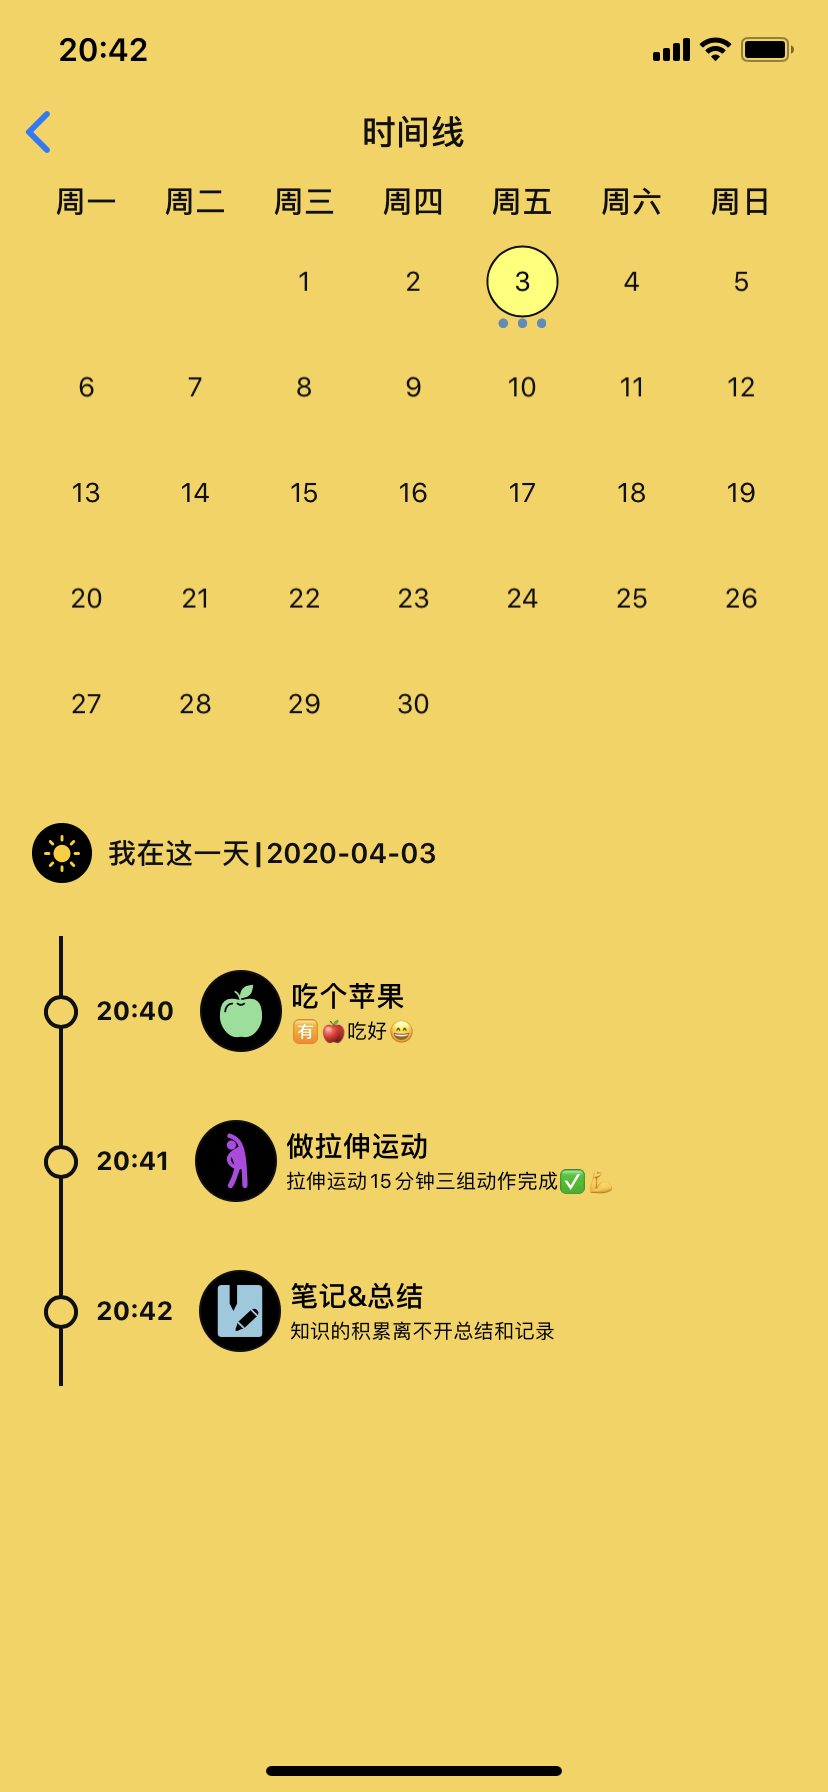 20:42
时间线
周一 周二 周三 周四 周五 周六 周日
1 2 3 4 5
6 7 8 9 10 11 12
13 14 15 16 17 18 19
20 21 22 23 24 25 26
27 28 29 30
我在这一天|2020-04-03
20:40 吃个苹果
🈶🍎吃好😄
20:41 做拉伸运动
拉伸运动15分钟三组动作完成✅💪
20:42 笔记&总结
知识的积累离不开总结和记录